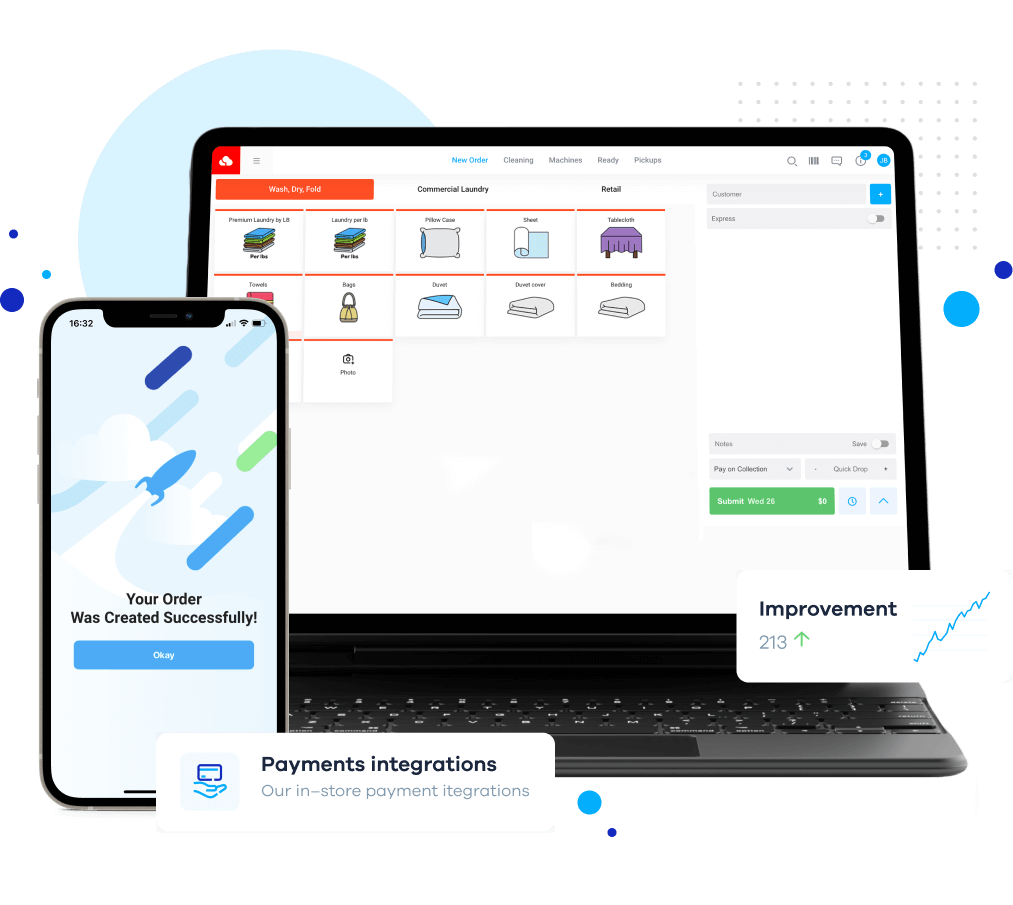 New Order Cleaning Machines Ready Pickups
3
JB
Wash, Dry, Fold Commercial Laundry Retail
Customer
+
Express
Premium Laundry by LB Laundry per lb Pillow Case Sheet Tablecloth
Per lbs Per lbs
Towels Bags Duvet Duvet cover Bedding
Photo
Notes Save
Pay on Collection - Quick Drop +
Submit Wed 26 $0
16:32
Your Order
Was Created Successfully!
Okay
Improvement
213
Payments integrations
Our in-store payment itegrations